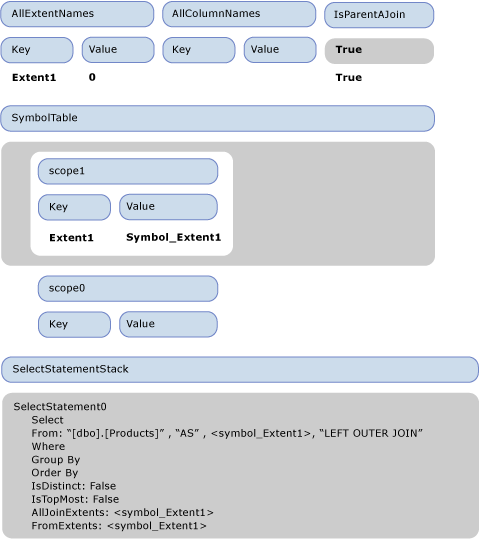 AllExtentNames AllColumnNames IsParentAJoin
Key Value Key Value True
Extent1 0 True
SymbolTable
scope1
Key Value
Extent1 Symbol_Extent1
scope0
Key Value
SelectStatementStack
SelectStatement0
Select
From: “[dbo].[Products]” , “AS” , <symbol_Extent1>, “LEFT OUTER JOIN”
Where
Group By
Order By
IsDistinct: False
IsTopMost: False
AllJoinExtents: <symbol_Extent1>
FromExtents: <symbol_Extent1>